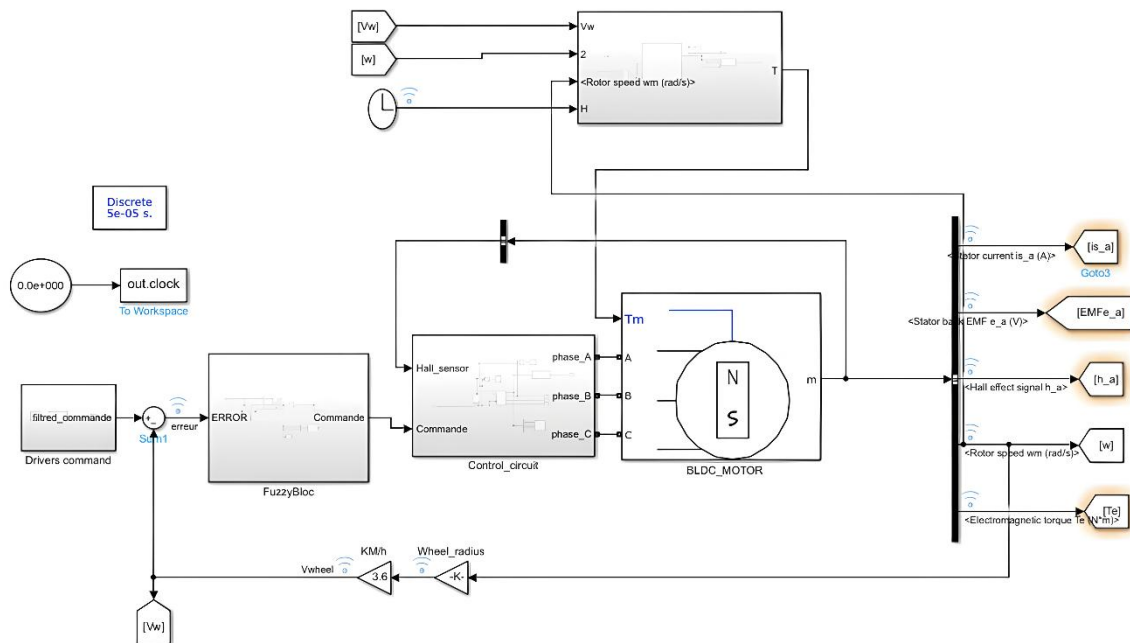 [Vw]
[w]
Vw
2
<Rotor speed wm (rad/s)>
H
T
Discrete
5e-05 s.
0.0e+000
out.clock
To Workspace
filtred_commande
Drivers command
+
-
Sum1
erreur
ERROR
Commande
FuzzyBloc
Hall_sensor
Commande
phase_A
phase_B
phase_C
Control_circuit
Tm
A
B
C
N
S
m
BLDC_MOTOR
<Stator current is_a (A)>
[is_a]
Goto3
<Stator back EMF e_a (V)>
[EMFe_a]
<Hall effect signal h_a>
[h_a]
<Rotor speed wm (rad/s)>
[w]
<Electromagnetic torque Te (N*m)>
[Te]
Vwheel
KM/h
3.6
Wheel_radius
-K-
[Vw]